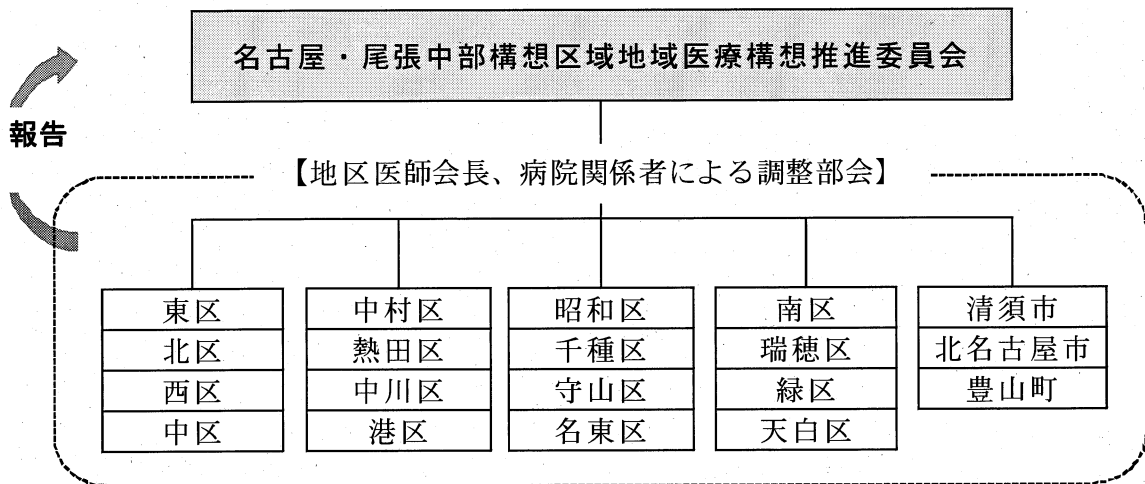 名古屋・尾張中部構想区域地域医療構想推進委員会
報告
【地区医師会長、病院関係者による調整部会】
東区
北区
西区
中区
中村区
熱田区
中川区
港区
昭和区
千種区
守山区
名東区
南区
瑞穂区
緑区
天白区
清須市
北名古屋市
豊山町